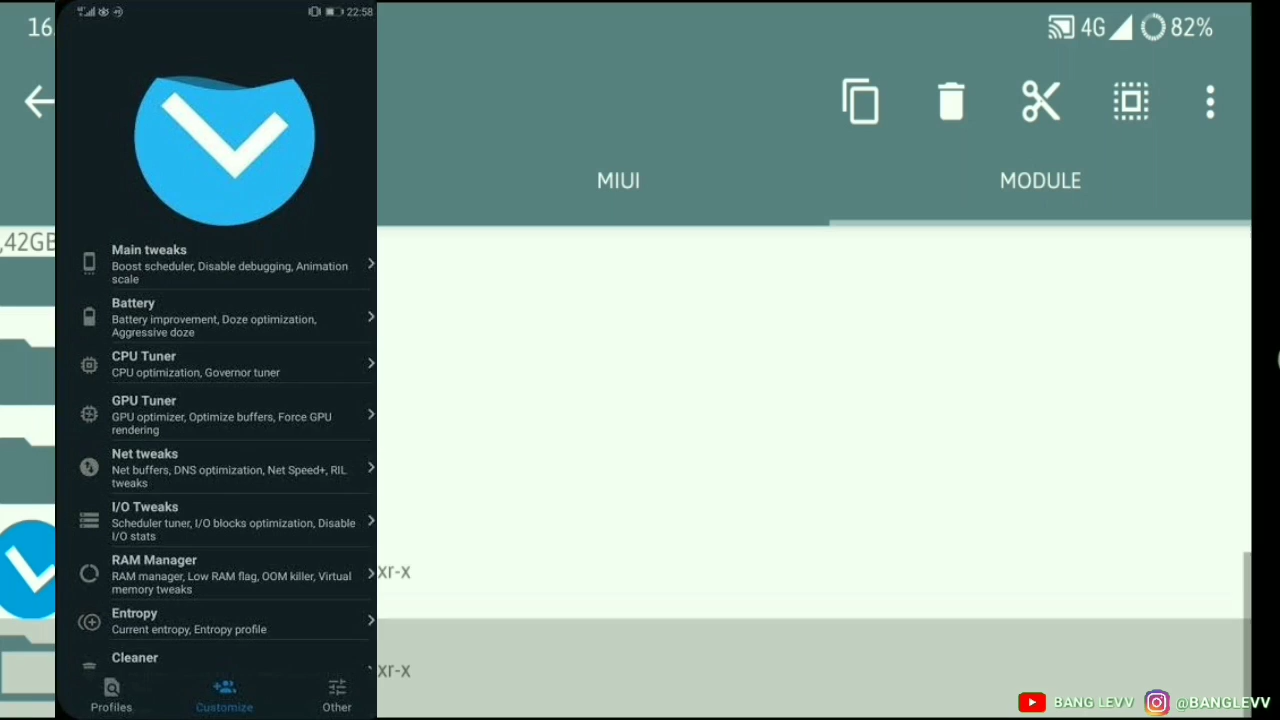 16
22:58
4G
82%
MIUI
MODULE
,42GB
Main tweaks
Boost scheduler, Disable debugging, Animation
scale
Battery
Battery improvement, Doze optimization,
Aggressive doze
CPU Tuner
CPU optimization, Governor tuner
GPU Tuner
GPU optimizer, Optimize buffers, Force GPU
rendering
Net tweaks
Net buffers, DNS optimization, Net Speed+, RIL
tweaks
I/O Tweaks
Scheduler tuner, I/O blocks optimization, Disable
I/O stats
RAM Manager
RAM manager, Low RAM flag, OOM killer, Virtual
memory tweaks
xr-x
Entropy
Current entropy, Entropy profile
Cleaner
xr-x
Profiles
Customize
Other
BANG LEVV
@BANGLEVV